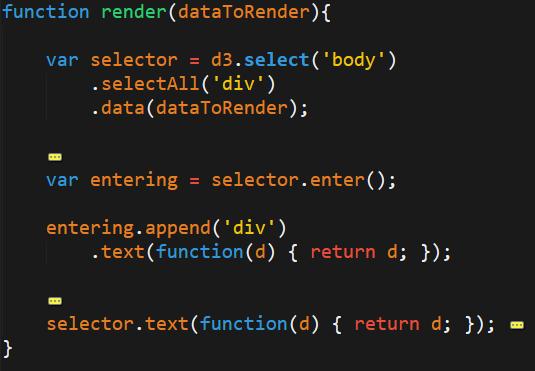 function render(dataToRender){
var selector = d3.select('body')
.selectAll('div')
.data(dataToRender);
var entering = selector.enter();
entering.append('div')
.text(function(d) { return d; });
selector.text(function(d) { return d; });
}